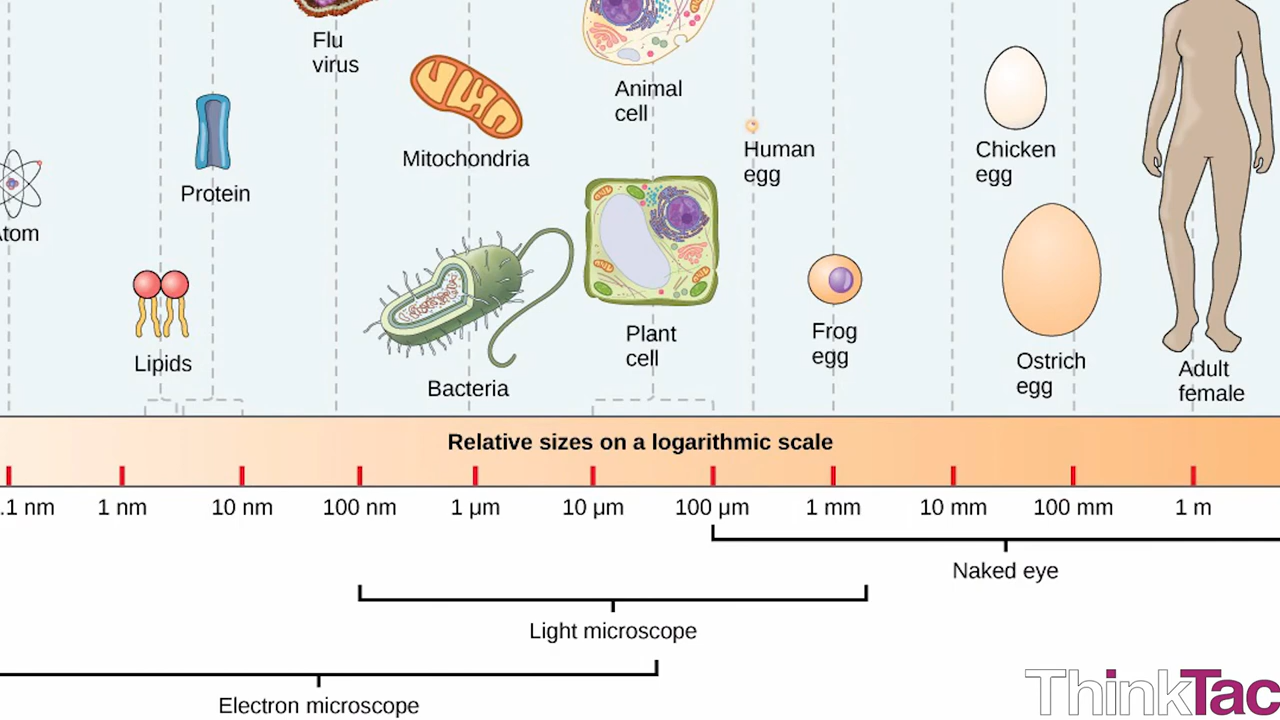 Flu
virus
Animal
cell
Mitochondria
Human
egg
Chicken
egg
Protein
Atom
Lipids
Plant
cell
Frog
egg
Ostrich
egg
Adult
female
Bacteria
Relative sizes on a logarithmic scale
.1 nm 1 nm 10 nm 100 nm 1 µm 10 µm 100 µm 1 mm 10 mm 100 mm 1 m
Naked eye
Light microscope
Electron microscope
ThinkTac